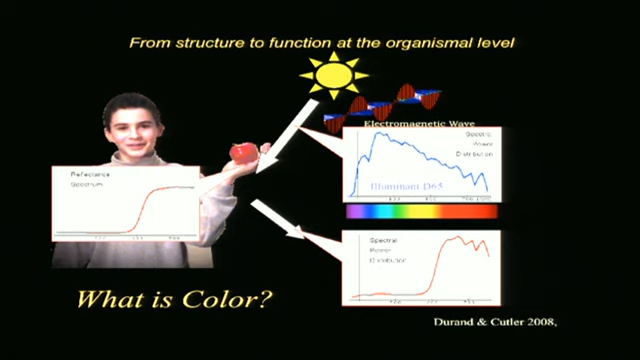 From structure to function at the organismal level
Electromagnetic Wave
Spectral
Power
Distribution
Illuminant D65
Reflectance
Spectrum
Spectral
Power
Distribution
What is Color?
Durand & Cutler 2008,